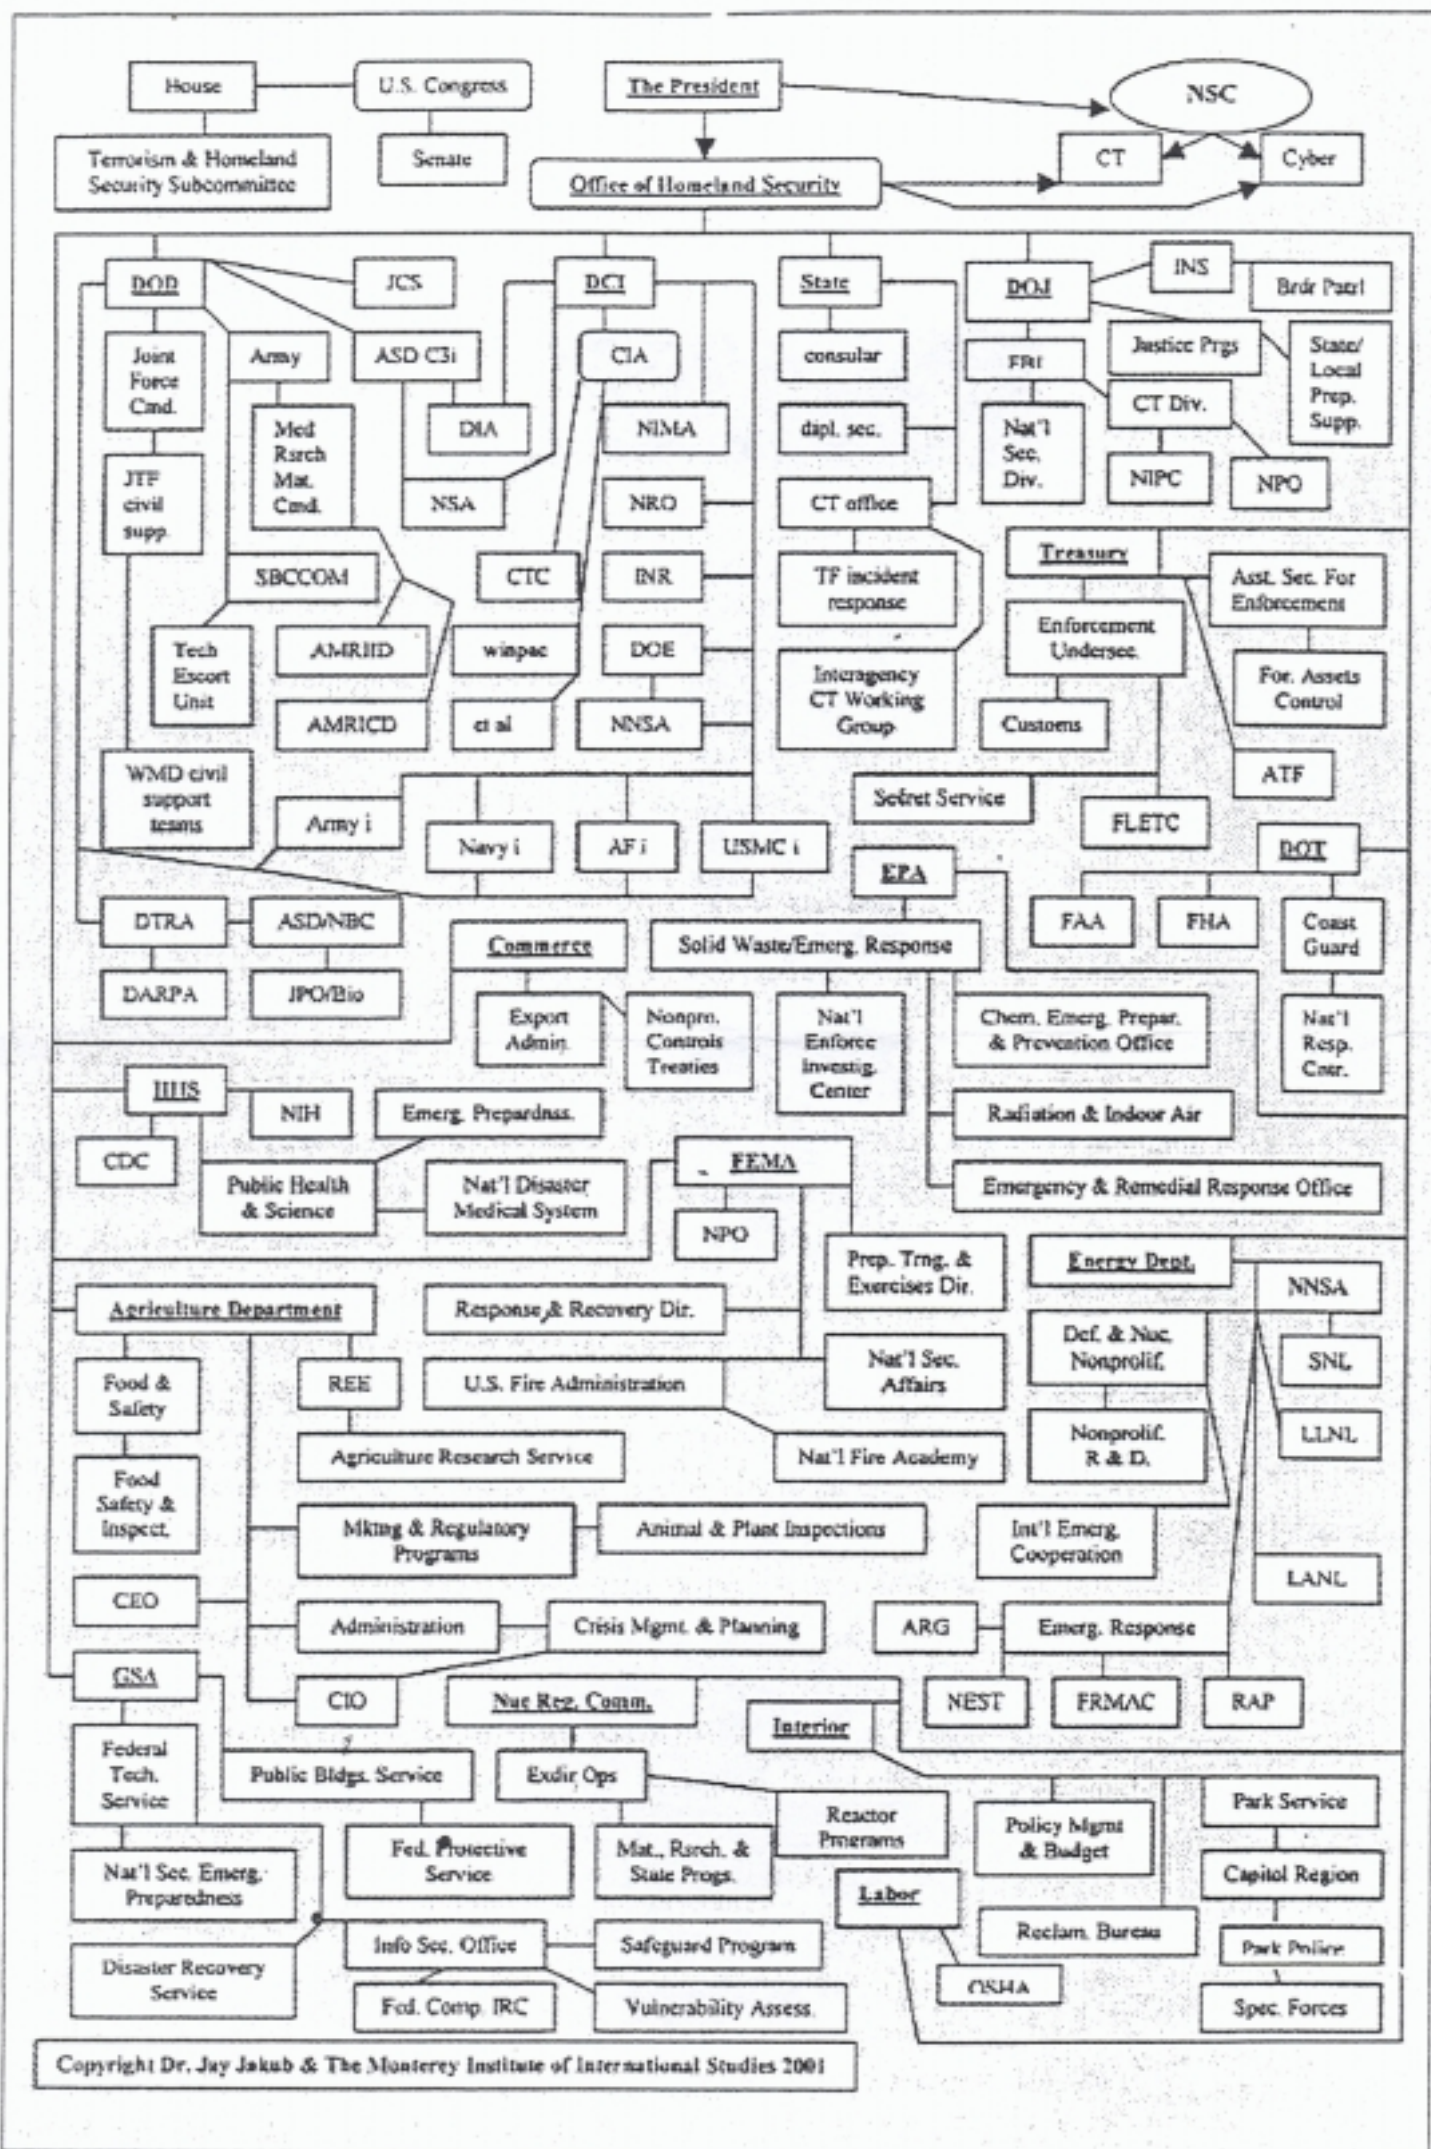 House
U.S. Congress
The President
NSC
Terrorism & Homeland
Security Subcommittee
Senate
Office of Homeland Security
CT
Cyber
DOD
JCS
DCI
State
DOJ
INS
Brdr Patrl
Joint
Force
Cmd.
Army
ASD C3i
CIA
consular
FBI
Justice Prgs
State/
Local
Prep.
Supp.
Med
Rsrch
Mat.
Cmd.
DIA
NIMA
dipl. sec.
Nat'l
Sec.
Div.
CT Div.
JTF
civil
supp.
NSA
NRO
CT office
NIPC
NPO
SBCCOM
CTC
INR
TF incident
response
Treasury
Asst. Sec. For
Enforcement
Tech
Escort
Unit
AMRIID
winpac
DOE
Interagency
CT Working
Group
Enforcement
Undersec.
For. Assets
Control
AMRICD
et al
NNSA
Customs
WMD civil
support
teams
Army i
Navy i
AF i
USMC i
Secret Service
FLETC
ATF
EPA
DOT
DTRA
ASD/NBC
Commerce
Solid Waste/Emerg. Response
FAA
FHA
Coast
Guard
DARPA
JPO/Bio
Export
Admin.
Nonpro.
Controls
Treaties
Nat'l
Enforce
Investig.
Center
Chem. Emerg. Prepar.
& Prevention Office
Nat'l
Resp.
Cntr.
HHS
NIH
Emerg. Prepardnss.
Radiation & Indoor Air
CDC
Public Health
& Science
Nat'l Disaster
Medical System
FEMA
Emergency & Remedial Response Office
NPO
Prep. Trng. &
Exercises Dir.
Energy Dept.
NNSA
Agriculture Department
Response & Recovery Dir.
Def. & Nuc.
Nonprolif.
SNL
Food &
Safety
REE
U.S. Fire Administration
Nat'l Sec.
Affairs
Nonprolif.
R & D.
LLNL
Agriculture Research Service
Nat'l Fire Academy
Food
Safety &
Inspect.
Mktng & Regulatory
Programs
Animal & Plant Inspections
Int'l Emerg.
Cooperation
LANL
CEO
Administration
Crisis Mgmt. & Planning
ARG
Emerg. Response
GSA
CIO
Nuc Reg. Comm.
Interior
NEST
FRMAC
RAP
Federal
Tech.
Service
Public Bldgs. Service
Exdir Ops
Reactor
Programs
Policy Mgmt
& Budget
Park Service
Nat'l Sec. Emerg.
Preparedness
Fed. Protective
Service
Mat., Rsrch. &
State Progs.
Labor
Capitol Region
Reclam. Bureau
Park Police
Disaster Recovery
Service
Info Sec. Office
Safeguard Program
OSHA
Spec. Forces
Fed. Comp. IRC
Vulnerability Assess.
Copyright Dr. Jay Jakub & The Monterey Institute of International Studies 2001